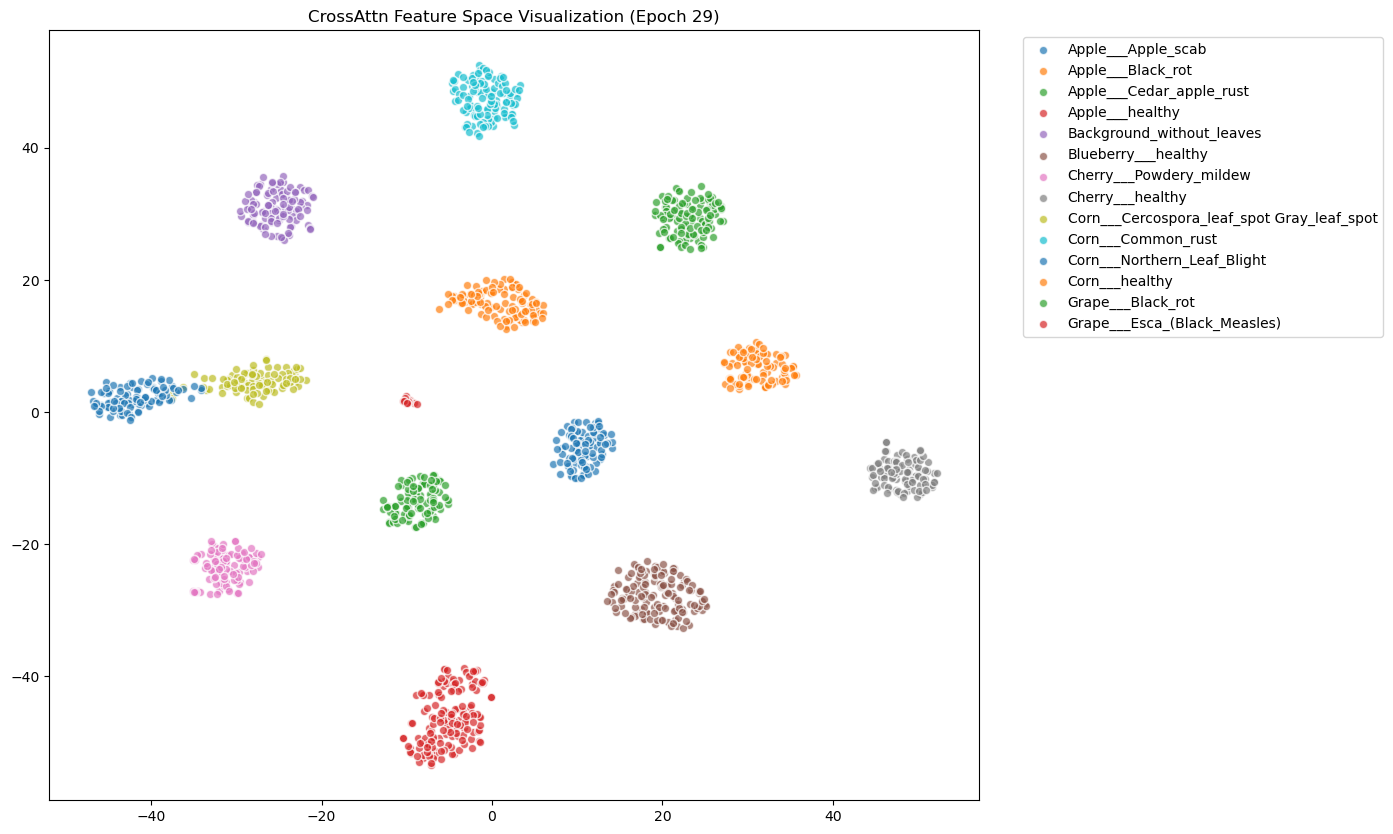 CrossAttn Feature Space Visualization (Epoch 29)
Apple___Apple_scab
Apple___Black_rot
Apple___Cedar_apple_rust
Apple___healthy
Background_without_leaves
Blueberry___healthy
Cherry___Powdery_mildew
Cherry___healthy
Corn___Cercospora_leaf_spot Gray_leaf_spot
Corn___Common_rust
Corn___Northern_Leaf_Blight
Corn___healthy
Grape___Black_rot
Grape___Esca_(Black_Measles)
40
20
0
−20
−40
−40
−20
0
20
40